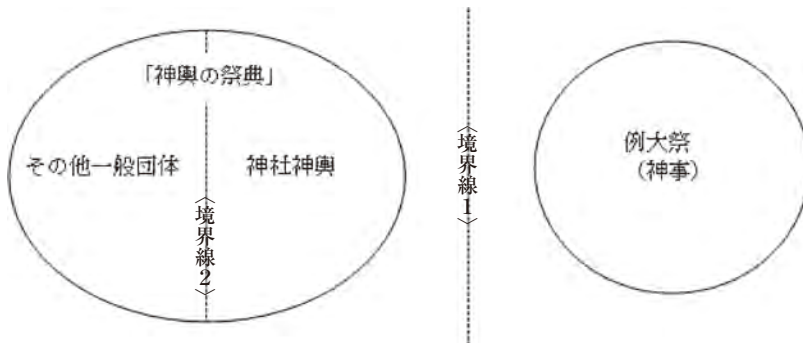 「神輿の祭典」
その他一般団体
神社神輿
〈境界線2〉
〈境界線1〉
例大祭
（神事）